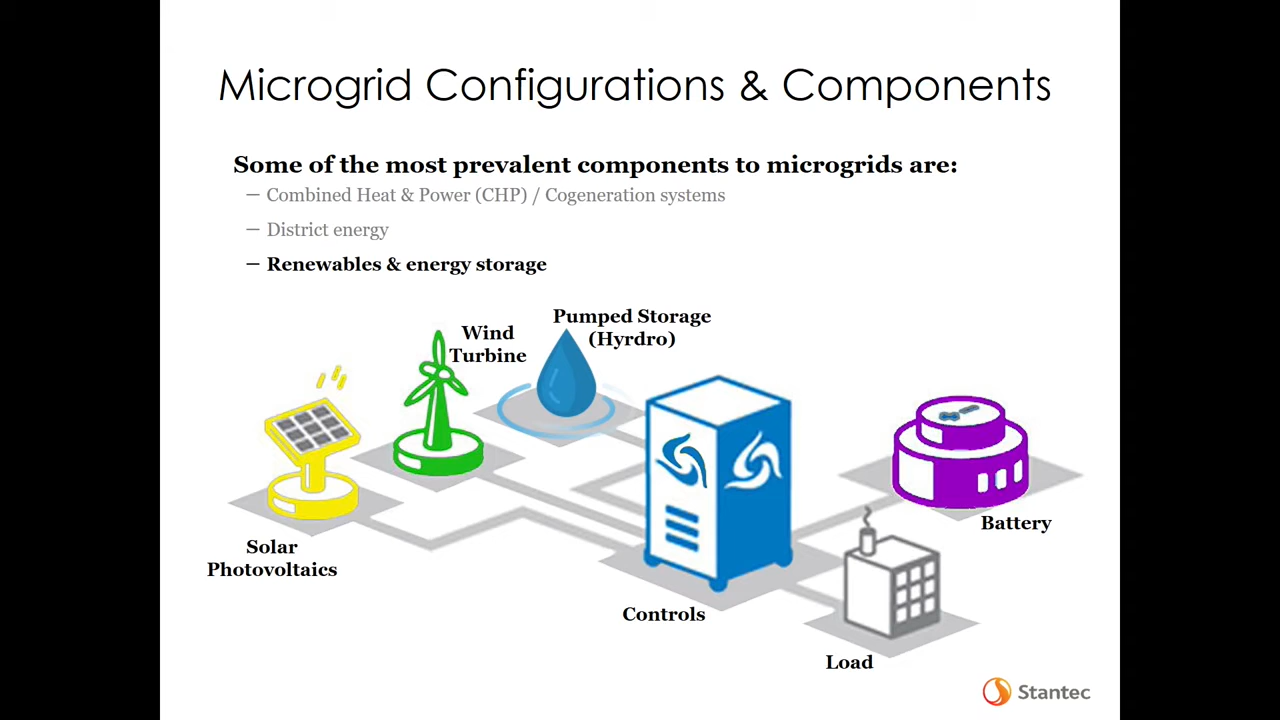 Microgrid Configurations & Components
Some of the most prevalent components to microgrids are:
– Combined Heat & Power (CHP) / Cogeneration systems
– District energy
– Renewables & energy storage
Pumped Storage
(Hyrdro)
Wind
Turbine
Battery
Solar
Photovoltaics
Controls
Load
Stantec